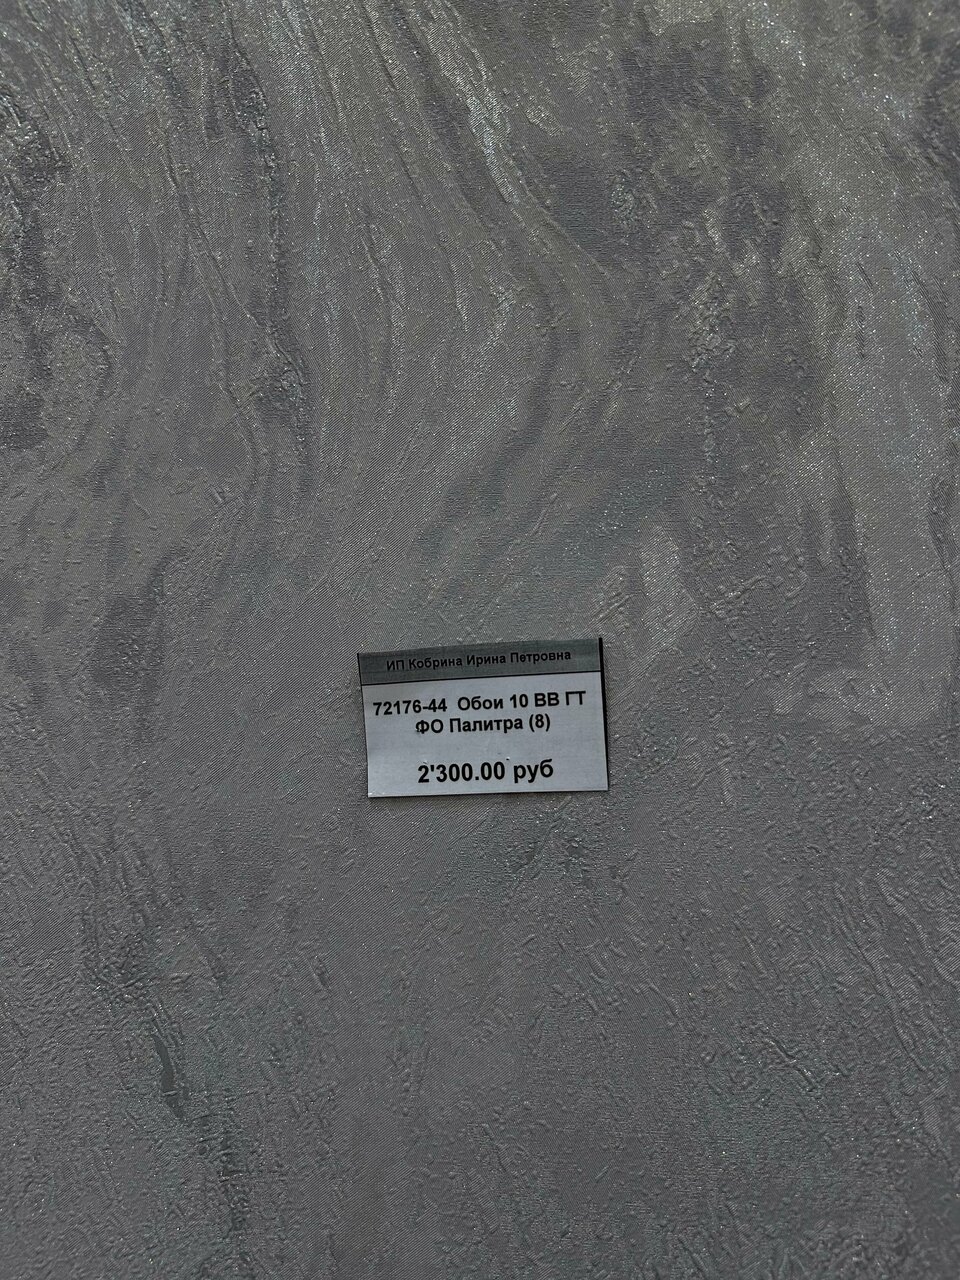 ИП Кобрина Ирина Петровна
72176-44 Обои 10 ВВ ГТ
ФО Палитра (8)
2'300.00 руб